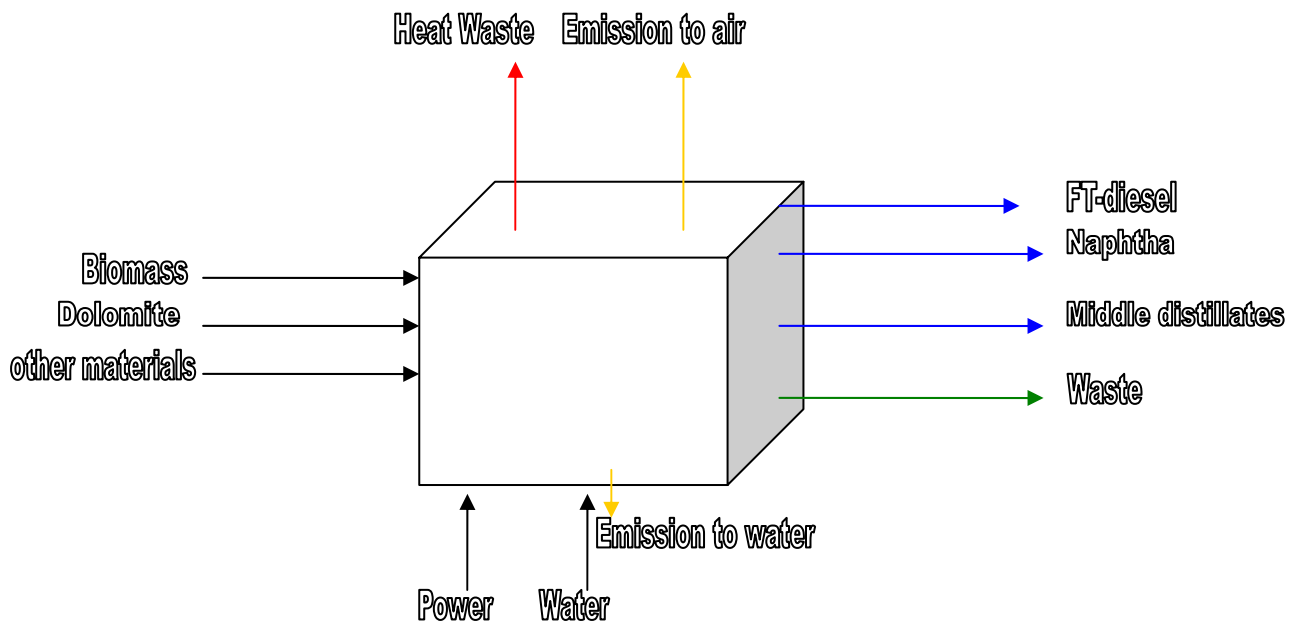 Heat Waste
Emission to air
FT-diesel
Naphtha
Biomass
Dolomite
Middle distillates
other materials
Waste
Emission to water
Power
Water